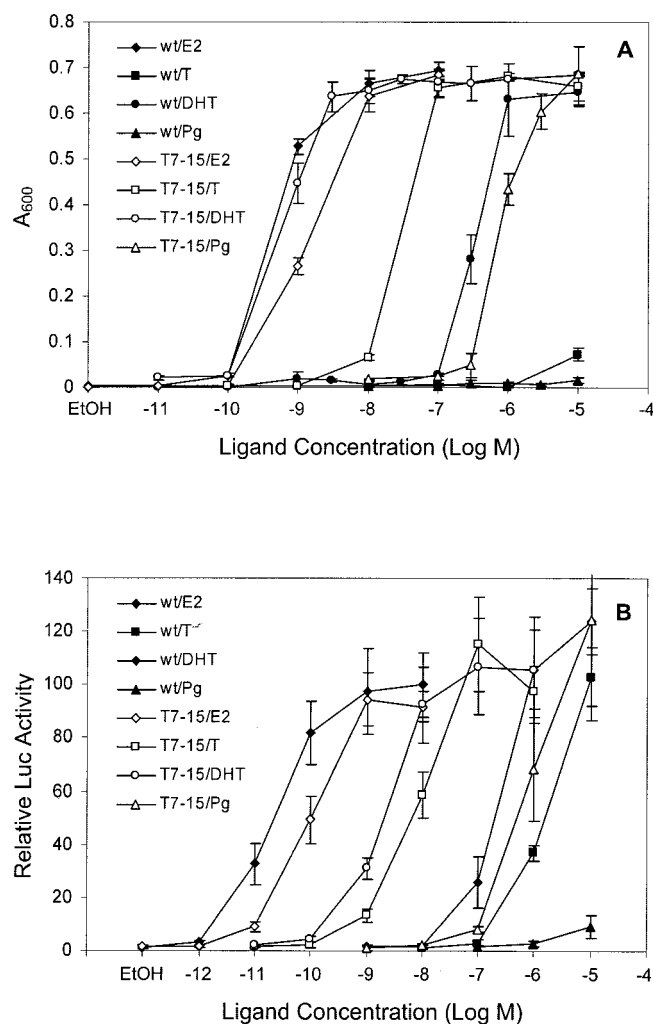 A
0.8
0.7
0.6
0.5
0.4
0.3
0.2
0.1
0
A600
wt/E2
wt/T
wt/DHT
wt/Pg
T7-15/E2
T7-15/T
T7-15/DHT
T7-15/Pg
EtOH -11 -10 -9 -8 -7 -6 -5 -4
Ligand Concentration (Log M)
B
140
120
100
80
60
40
20
0
Relative Luc Activity
wt/E2
wt/T
wt/DHT
wt/Pg
T7-15/E2
T7-15/T
T7-15/DHT
T7-15/Pg
EtOH -12 -11 -10 -9 -8 -7 -6 -5 -4
Ligand Concentration (Log M)